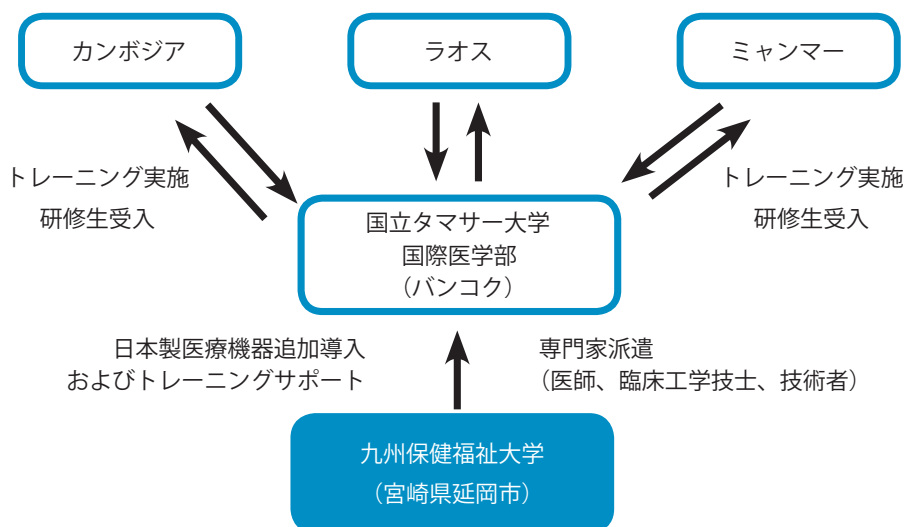 カンボジア
ラオス
ミャンマー
トレーニング実施
研修生受入
トレーニング実施
研修生受入
国立タマサー大学
国際医学部
（バンコク）
日本製医療機器追加導入
およびトレーニングサポート
専門家派遣
（医師、臨床工学技士、技術者）
九州保健福祉大学
（宮崎県延岡市）